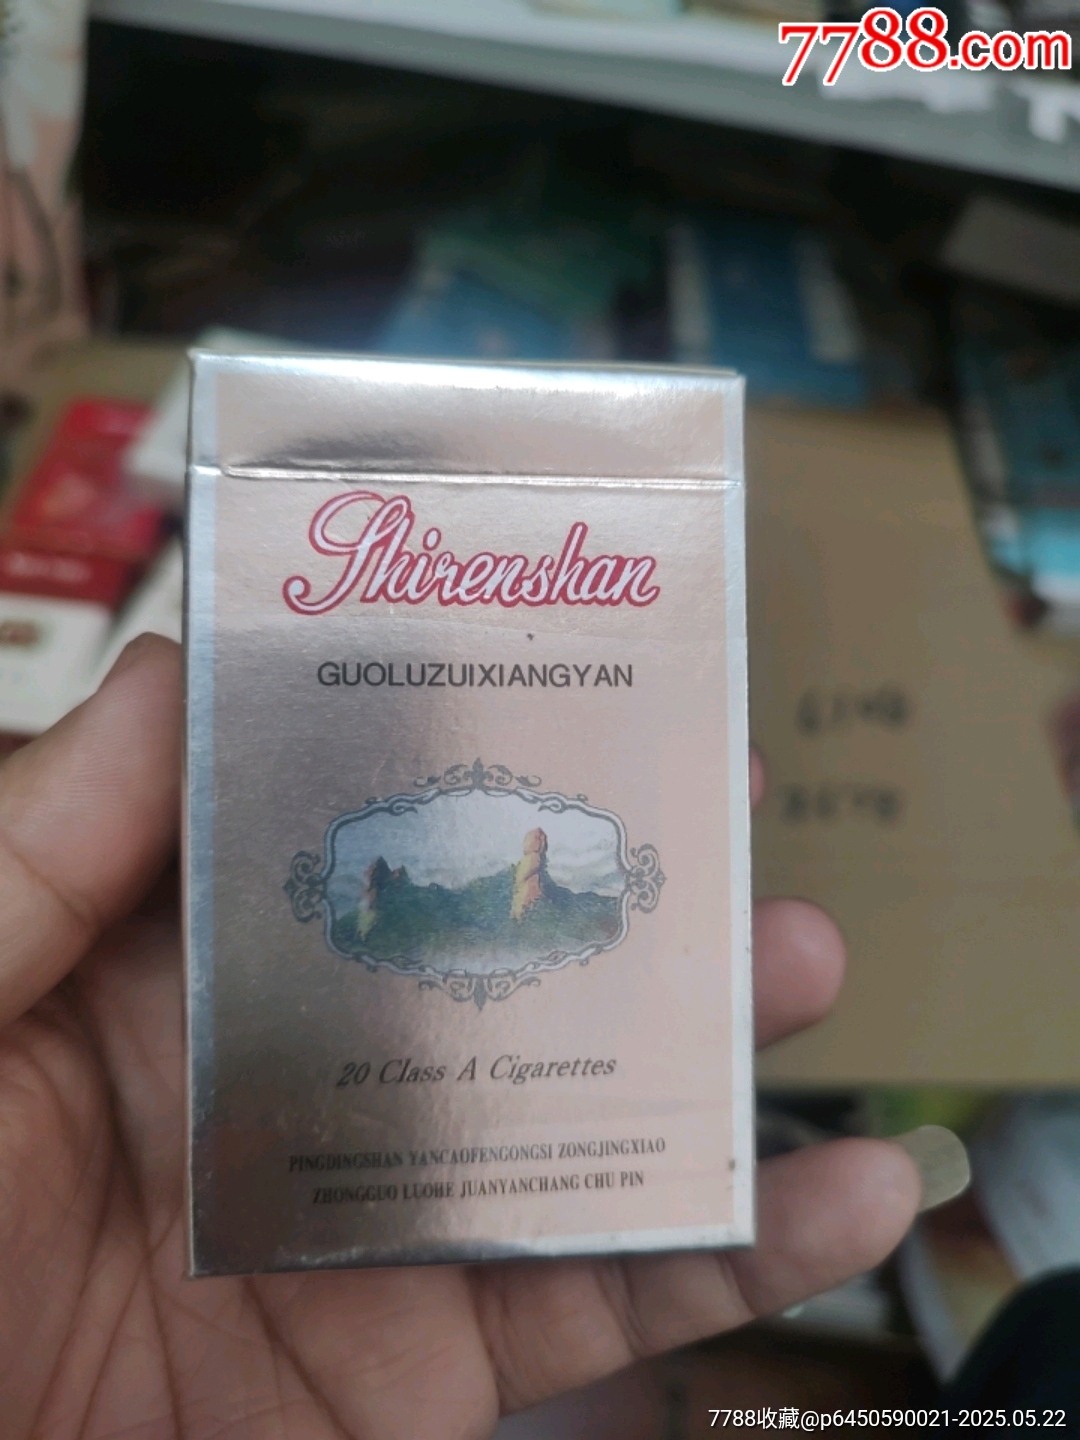 7788.com
Shirenshan
GUOLUZUIXIANGYAN
20 Class A Cigarettes
PINGDINGSHAN YANCAOFENGONGSI ZONGJINGXIAO
ZHONGGUO LUOHE JUANYANCHANG CHU PIN
7788收藏@p6450590021-2025.05.22